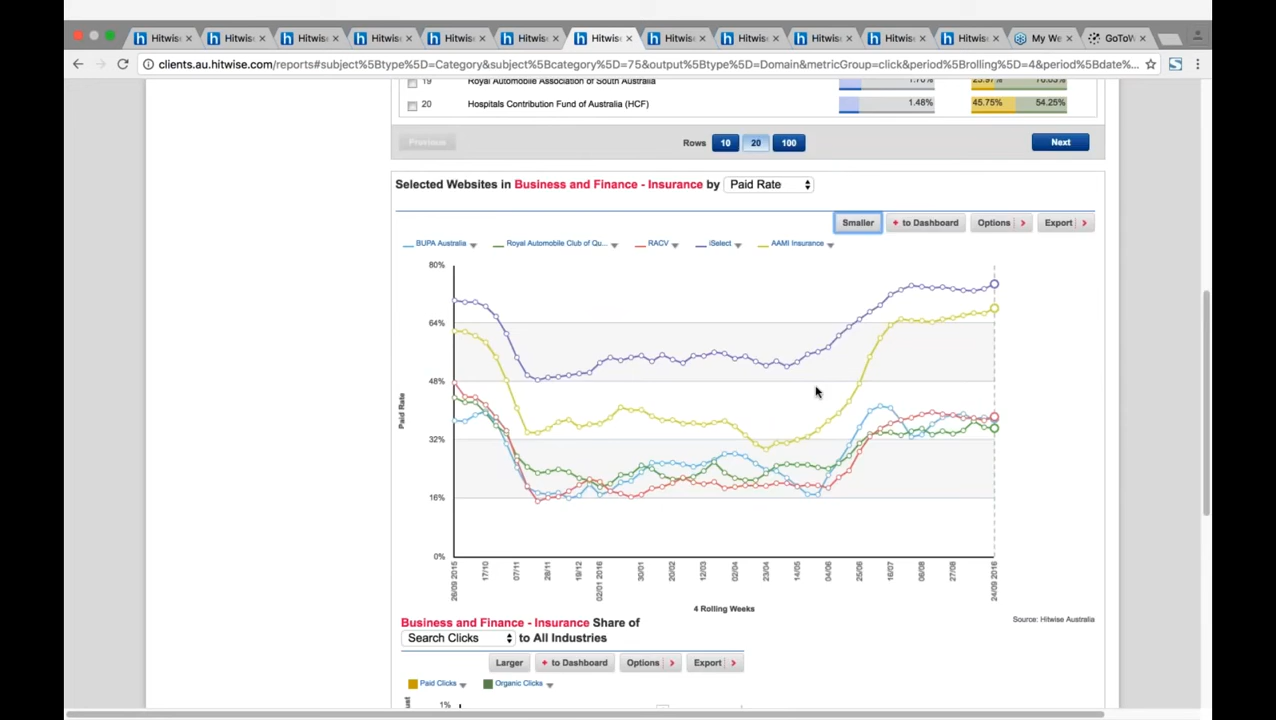 Hitwise × Hitwise × Hitwise × Hitwise × Hitwise × Hitwise × Hitwise × Hitwise × Hitwise × Hitwise × Hitwise × Hitwise × My We × GoToW ×
clients.au.hitwise.com/reports#subject%5Btype%5D=Category&subject%5Bcategory%5D=75&output%5Btype%5D=Domain&metricGroup=click&period%5Brolling%5D=4&period%5Bdate%...
19 Royal Automobile Association of South Australia 1.70%
20 Hospitals Contribution Fund of Australia (HCF) 1.48% 45.75% 54.25%
Previous Rows 10 20 100 Next
Selected Websites in Business and Finance - Insurance by Paid Rate
Smaller + to Dashboard Options > Export >
BUPA Australia Royal Automobile Club of Qu... RACV iSelect AAMI Insurance
80%
64%
48%
32%
16%
0%
Paid Rate
26/09 2015 17/10 07/11 28/11 19/12 02/01 2016 30/01 20/02 12/03 02/04 23/04 14/05 04/06 25/06 16/07 06/08 27/08 24/09 2016
4 Rolling Weeks
Source: Hitwise Australia
Business and Finance - Insurance Share of
Search Clicks to All Industries
Larger + to Dashboard Options > Export >
Paid Clicks Organic Clicks
1%